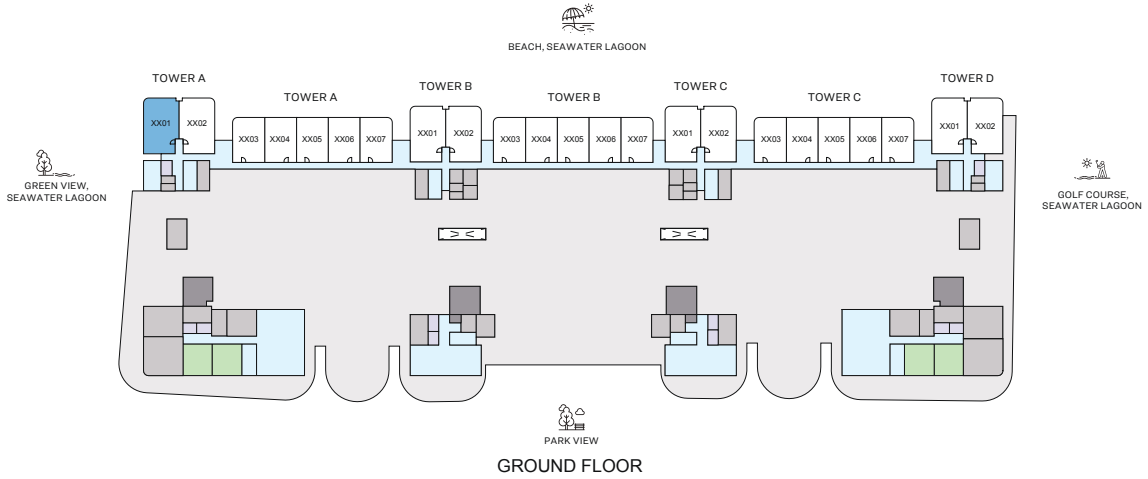 BEACH, SEAWATER LAGOON
TOWER A
TOWER A
TOWER B
TOWER B
TOWER C
TOWER C
TOWER D
XX01
XX02
XX03
XX04
XX05
XX06
XX07
XX01
XX02
XX03
XX04
XX05
XX06
XX07
XX01
XX02
XX03
XX04
XX05
XX06
XX07
XX01
XX02
GREEN VIEW,
SEAWATER LAGOON
GOLF COURSE,
SEAWATER LAGOON
PARK VIEW
GROUND FLOOR